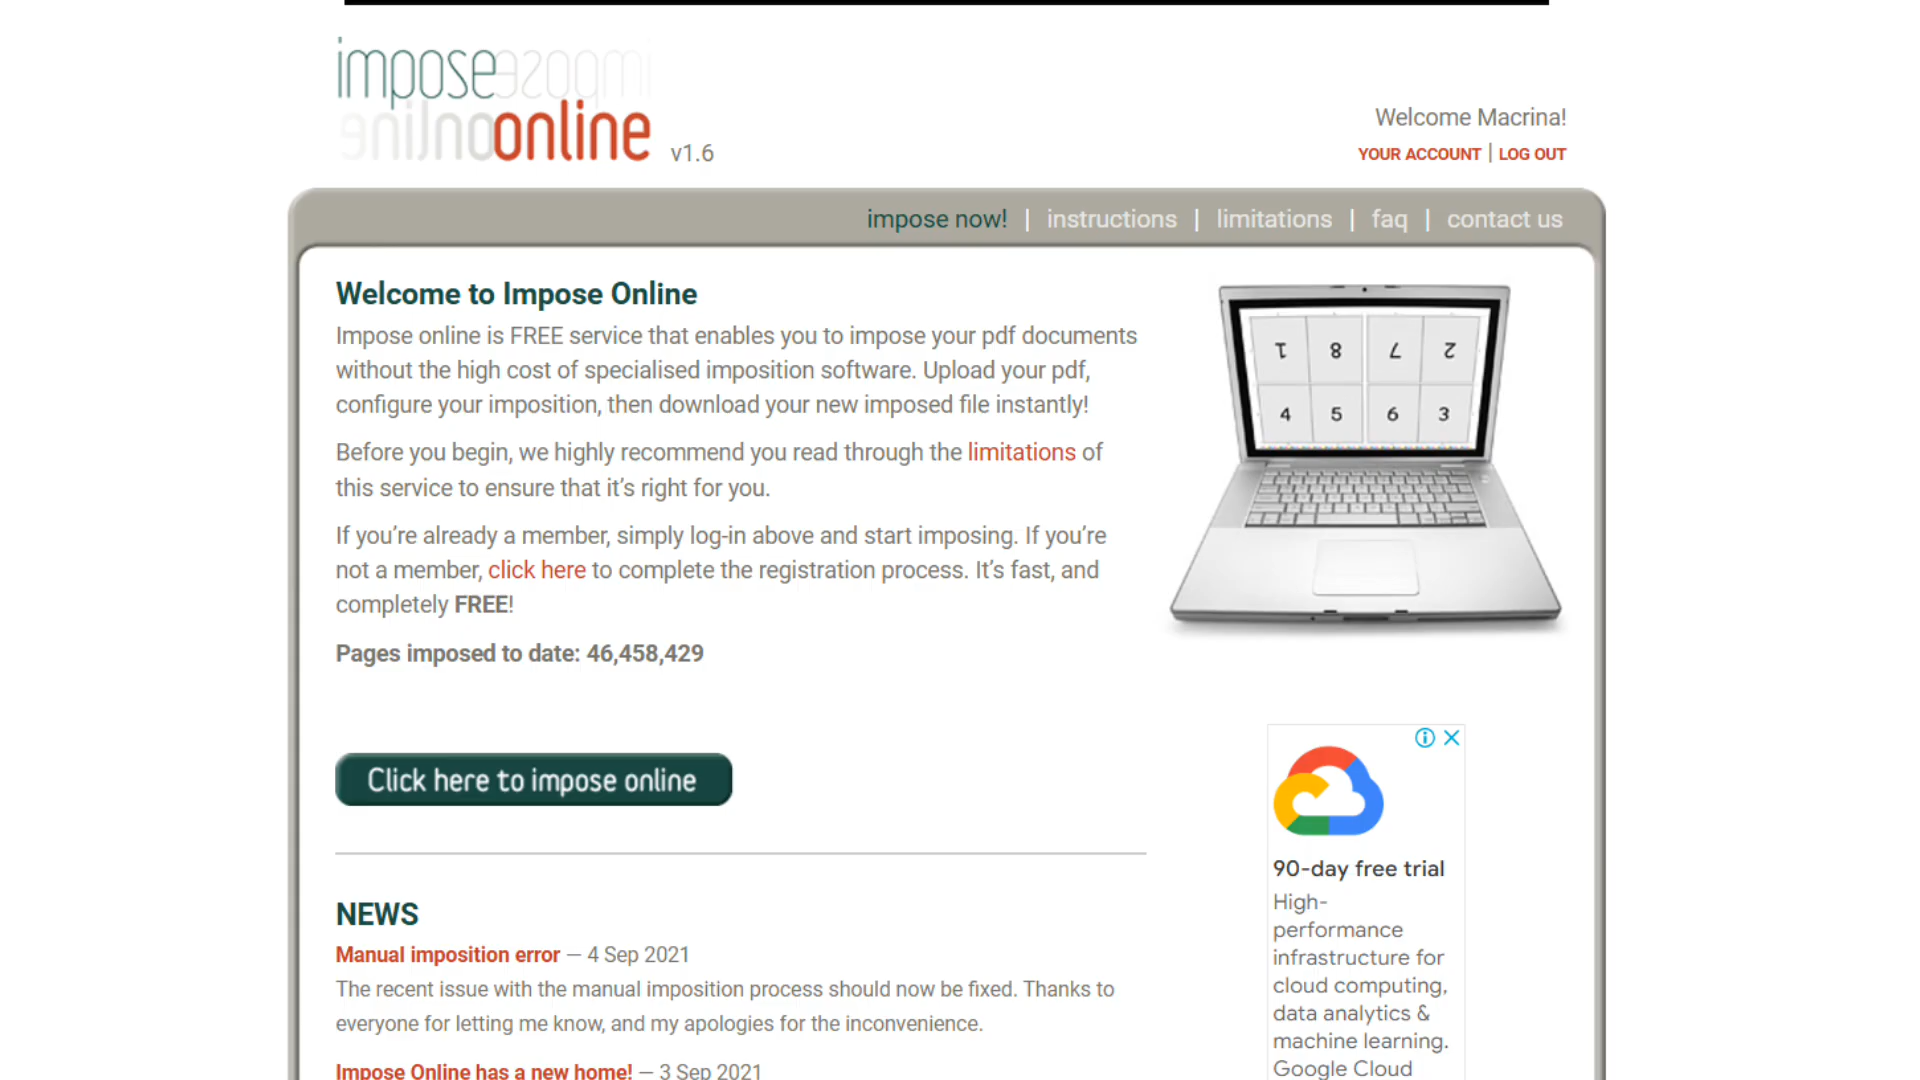 impose
online v1.6
Welcome Macrina!
YOUR ACCOUNT | LOG OUT
impose now! | instructions | limitations | faq | contact us
Welcome to Impose Online
Impose online is FREE service that enables you to impose your pdf documents
without the high cost of specialised imposition software. Upload your pdf,
configure your imposition, then download your new imposed file instantly!
Before you begin, we highly recommend you read through the limitations of
this service to ensure that it’s right for you.
If you’re already a member, simply log-in above and start imposing. If you’re
not a member, click here to complete the registration process. It’s fast, and
completely FREE!
Pages imposed to date: 46,458,429
1 8 7 2
4 5 6 3
Click here to impose online
NEWS
Manual imposition error — 4 Sep 2021
The recent issue with the manual imposition process should now be fixed. Thanks to
everyone for letting me know, and my apologies for the inconvenience.
Impose Online has a new home! — 3 Sep 2021
90-day free trial
High-
performance
infrastructure for
cloud computing,
data analytics &
machine learning.
Google Cloud